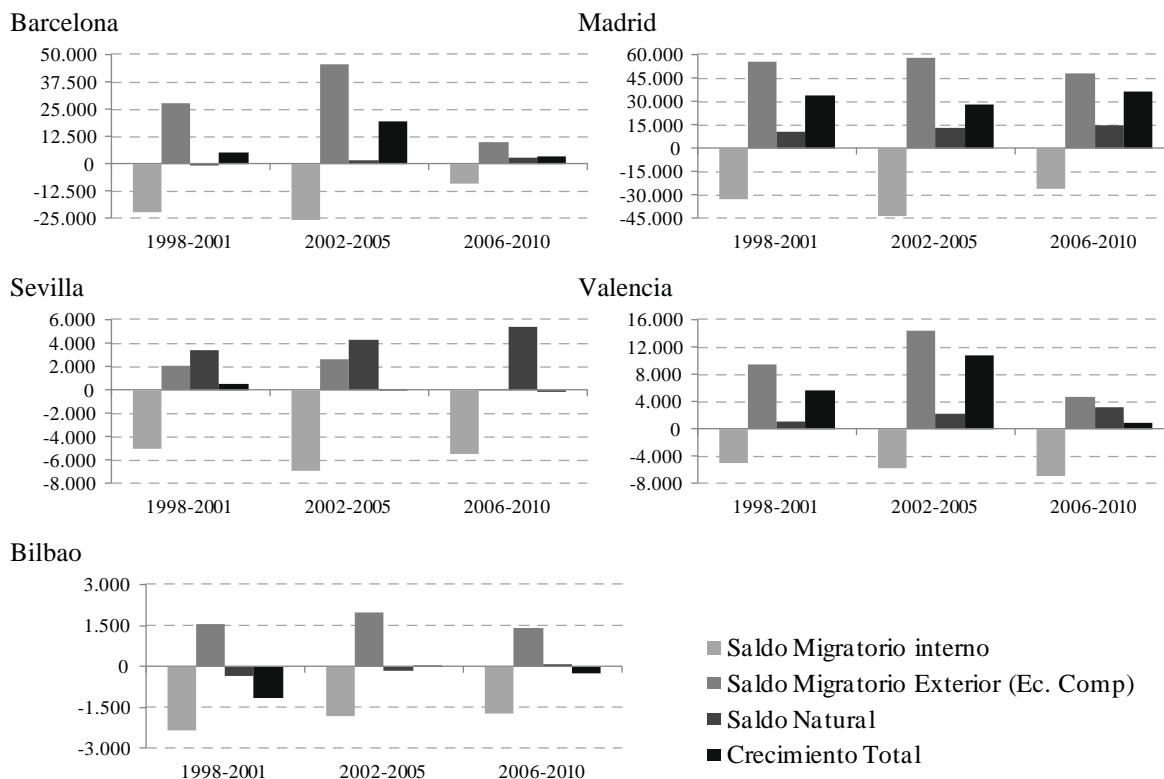 Barcelona
50.000
37.500
25.000
12.500
0
-12.500
-25.000
1998-2001 2002-2005 2006-2010
Madrid
60.000
45.000
30.000
15.000
0
-15.000
-30.000
-45.000
1998-2001 2002-2005 2006-2010
Sevilla
6.000
4.000
2.000
0
-2.000
-4.000
-6.000
-8.000
1998-2001 2002-2005 2006-2010
Valencia
16.000
12.000
8.000
4.000
0
-4.000
-8.000
1998-2001 2002-2005 2006-2010
Bilbao
3.000
1.500
0
-1.500
-3.000
1998-2001 2002-2005 2006-2010
Saldo Migratorio interno
Saldo Migratorio Exterior (Ec. Comp)
Saldo Natural
Crecimiento Total